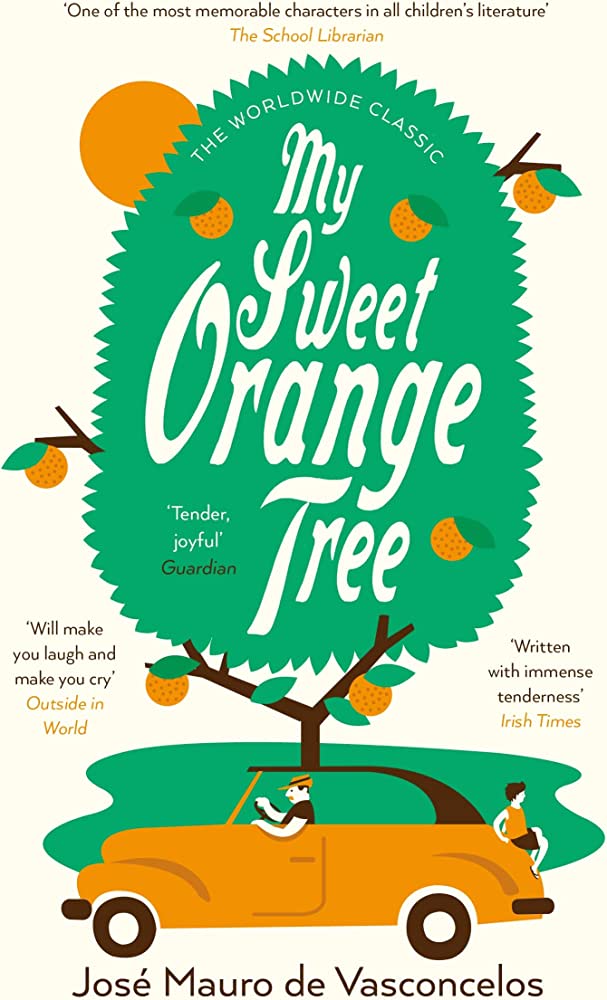 ‘One of the most memorable characters in all children’s literature’
The School Librarian
THE WORLDWIDE CLASSIC
My
Sweet
Orange
Tree
‘Tender,
joyful’
Guardian
‘Will make
you laugh and
make you cry’
Outside in
World
‘Written
with immense
tenderness’
Irish Times
José Mauro de Vasconcelos